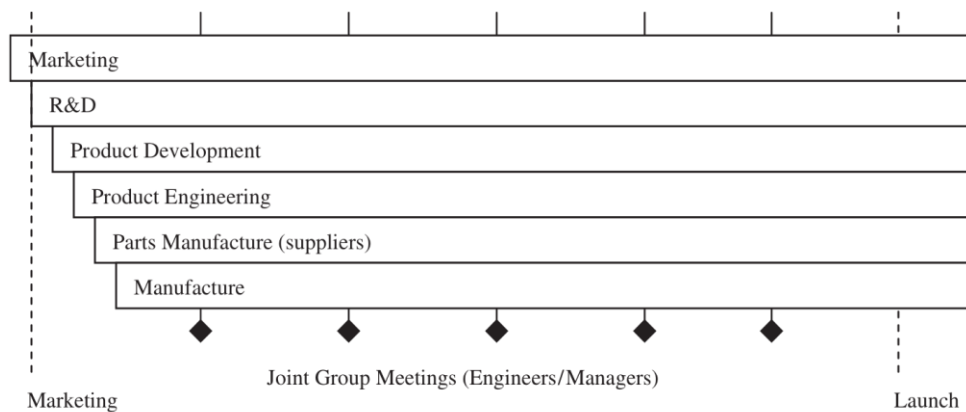 Marketing
R&D
Product Development
Product Engineering
Parts Manufacture (suppliers)
Manufacture
Joint Group Meetings (Engineers/Managers)
Marketing
Launch